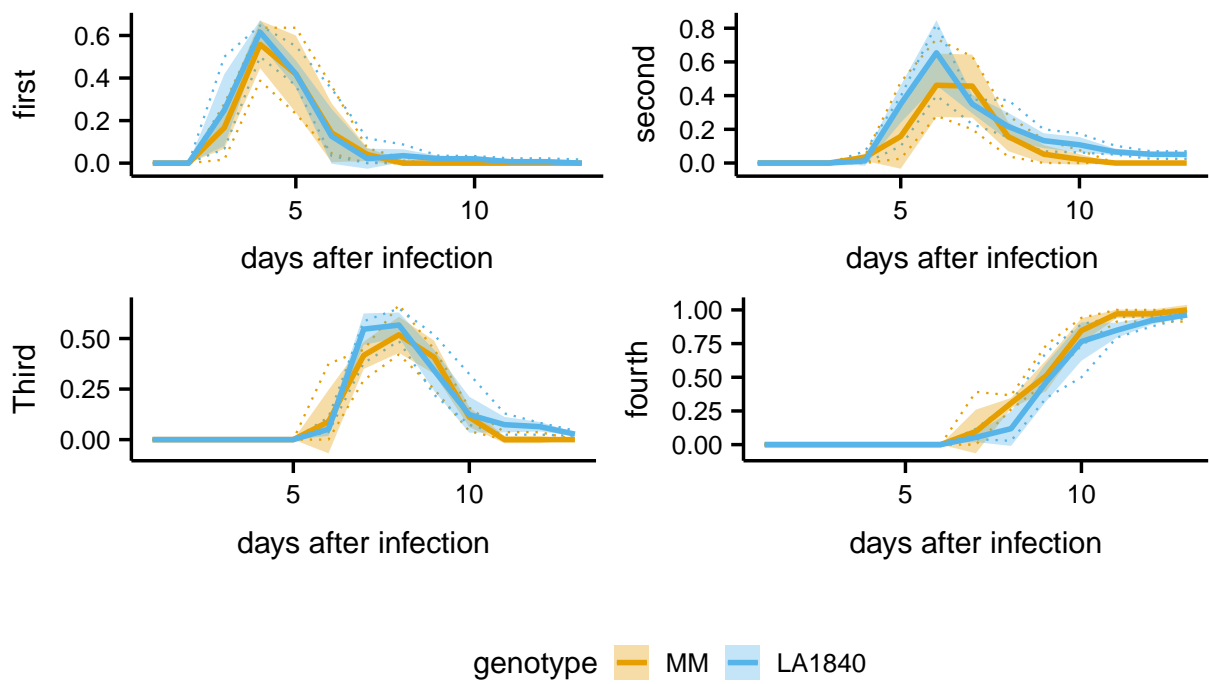 first
0.6
0.4
0.2
0.0
5
10
days after infection
second
0.8
0.6
0.4
0.2
0.0
5
10
days after infection
Third
0.50
0.25
0.00
5
10
days after infection
fourth
1.00
0.75
0.50
0.25
0.00
5
10
days after infection
genotype MM LA1840